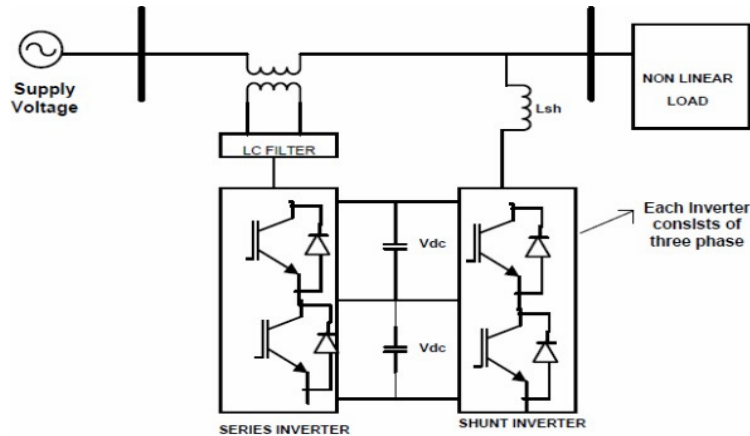 Supply
Voltage
NON LINEAR
LOAD
Lsh
LC FILTER
Each Inverter
consists of
three phase
Vdc
Vdc
SERIES INVERTER
SHUNT INVERTER